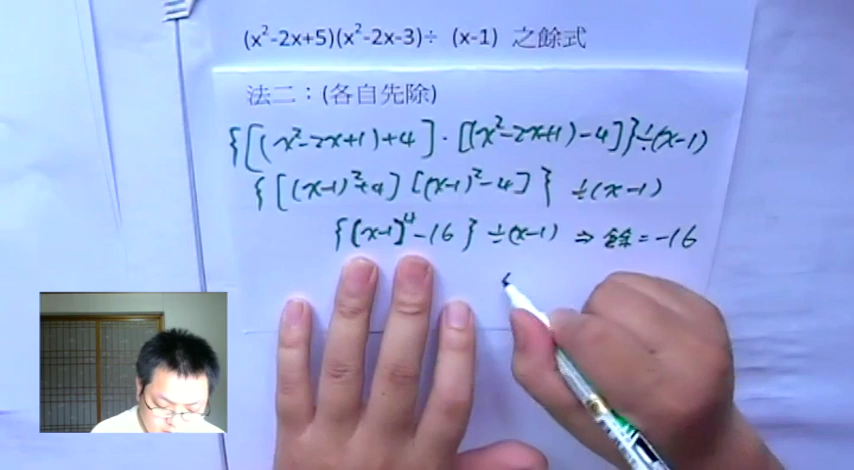 (x²-2x+5)(x²-2x-3)÷ (x-1) 之餘式
法二：(各自先除)
{[(x²-2x+1)+4]·[(x²-2x+1)-4]}÷(x-1)
{[(x-1)²+4][(x-1)²-4]} ÷(x-1)
{(x-1)⁴-16} ÷(x-1) ⇒ 餘=-16